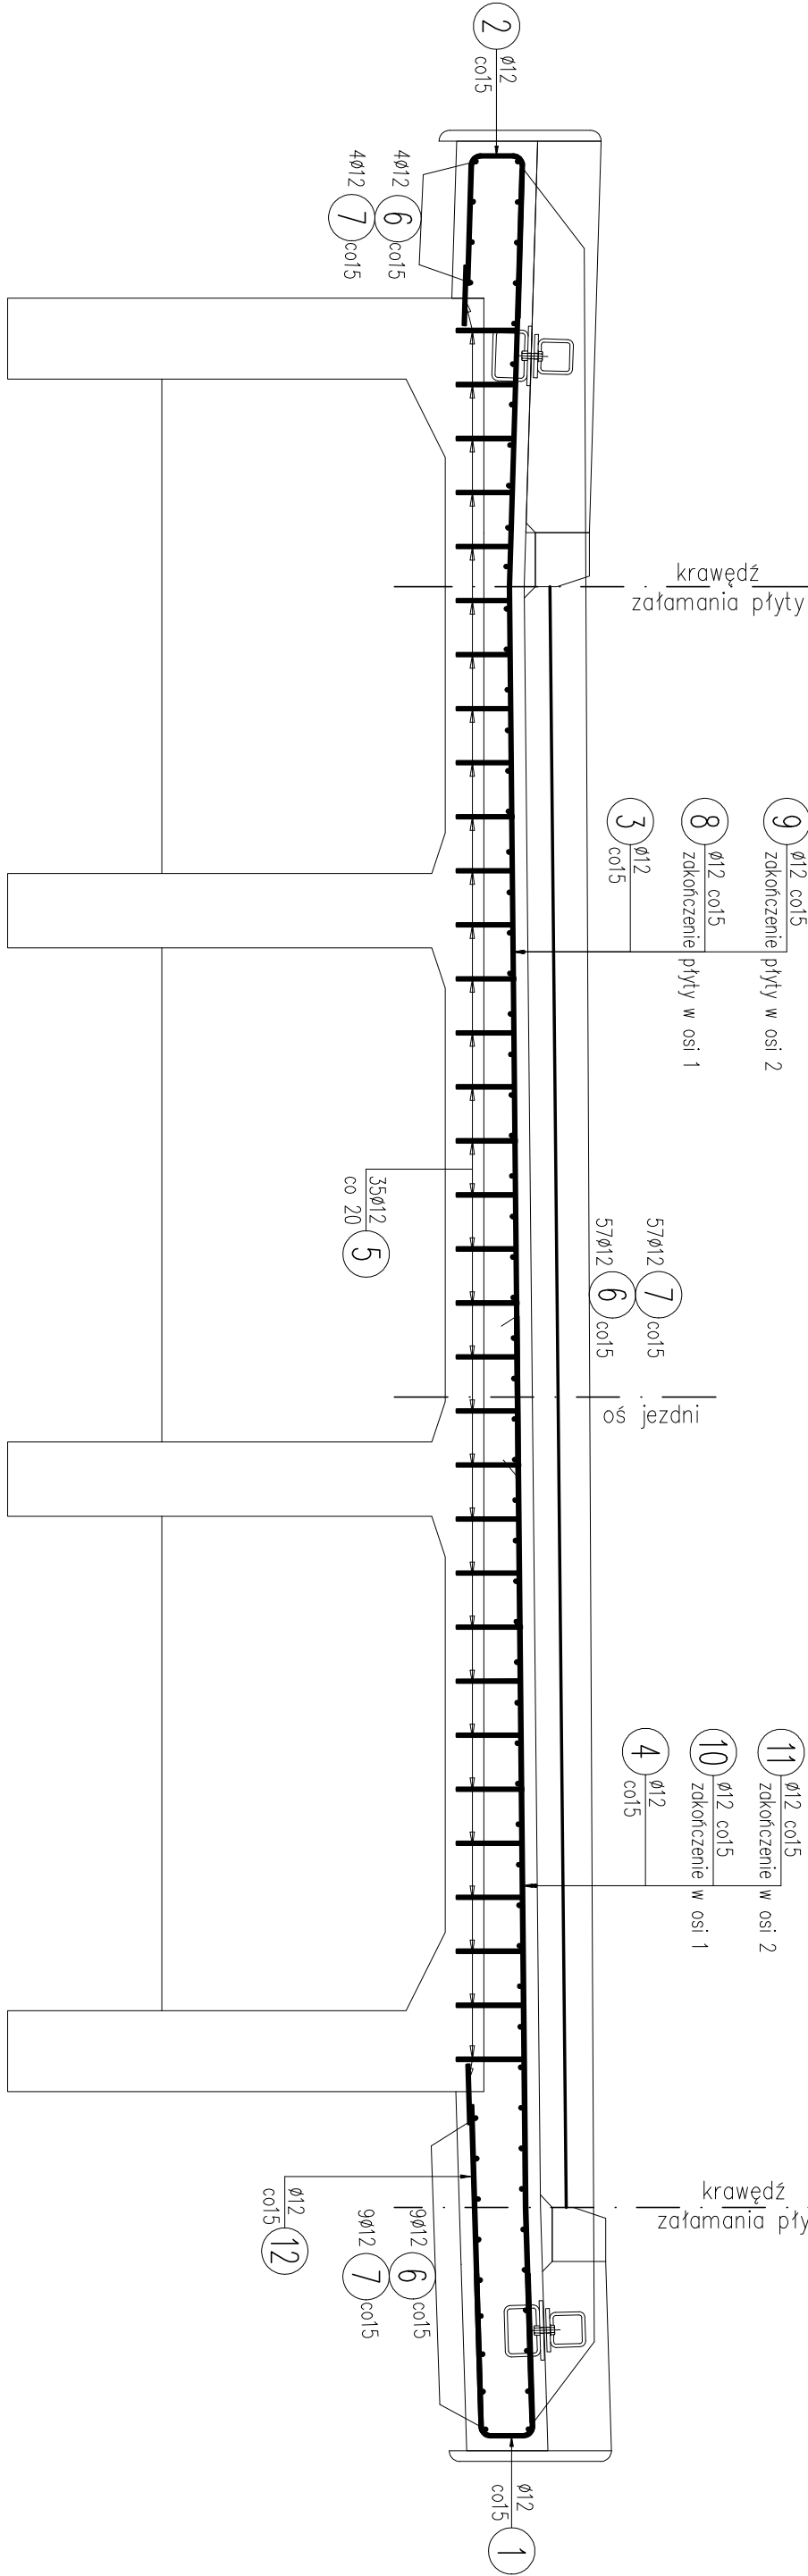 2
ø12
co15
4ø12 6 co15
4ø12 7 co15
krawędź
załamania płyty
9 ø12 co15
zakończenie płyty w osi 2
8 ø12 co15
zakończenie płyty w osi 1
3 ø12
co15
35ø12
co 20
5
57ø12 7 co15
57ø12 6 co15
oś jezdni
11 ø12 co15
zakończenie w osi 2
10 ø12 co15
zakończenie w osi 1
4 ø12
co15
krawędź
załamania pły
ø12
co15
12
9ø12 6 co15
9ø12 7 co15
ø12
co15
1